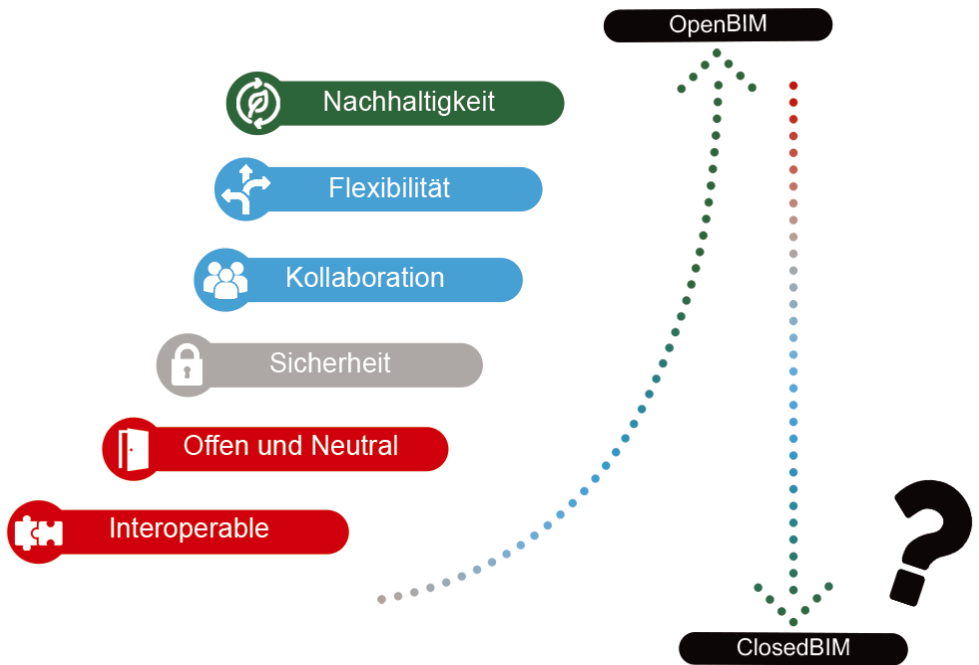 OpenBIM
Nachhaltigkeit
Flexibilität
Kollaboration
Sicherheit
Offen und Neutral
Interoperable
?
ClosedBIM